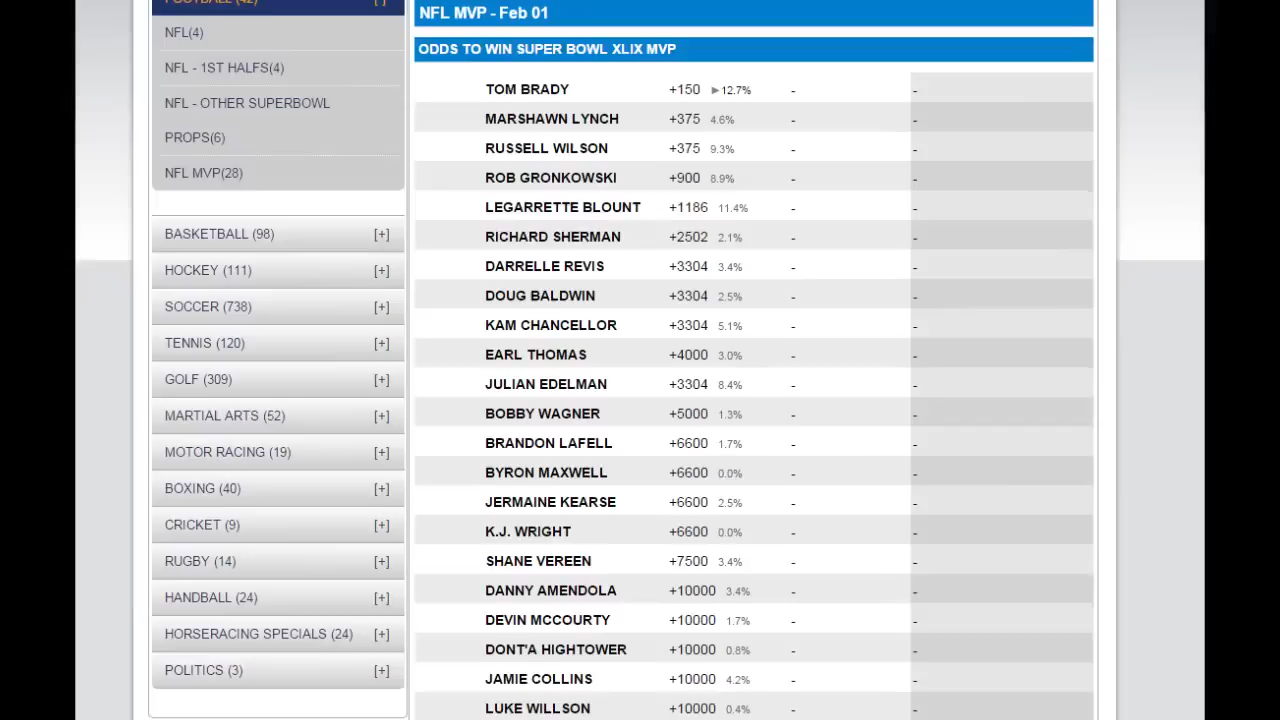 FOOTBALL (42) [-]
NFL(4)
NFL - 1ST HALFS(4)
NFL - OTHER SUPERBOWL
PROPS(6)
NFL MVP(28)
BASKETBALL (98) [+]
HOCKEY (111) [+]
SOCCER (738) [+]
TENNIS (120) [+]
GOLF (309) [+]
MARTIAL ARTS (52) [+]
MOTOR RACING (19) [+]
BOXING (40) [+]
CRICKET (9) [+]
RUGBY (14) [+]
HANDBALL (24) [+]
HORSERACING SPECIALS (24) [+]
POLITICS (3) [+]
NFL MVP - Feb 01
ODDS TO WIN SUPER BOWL XLIX MVP
TOM BRADY +150 ►12.7% - -
MARSHAWN LYNCH +375 4.6% - -
RUSSELL WILSON +375 9.3% - -
ROB GRONKOWSKI +900 8.9% - -
LEGARRETTE BLOUNT +1186 11.4% - -
RICHARD SHERMAN +2502 2.1% - -
DARRELLE REVIS +3304 3.4% - -
DOUG BALDWIN +3304 2.5% - -
KAM CHANCELLOR +3304 5.1% - -
EARL THOMAS +4000 3.0% - -
JULIAN EDELMAN +3304 8.4% - -
BOBBY WAGNER +5000 1.3% - -
BRANDON LAFELL +6600 1.7% - -
BYRON MAXWELL +6600 0.0% - -
JERMAINE KEARSE +6600 2.5% - -
K.J. WRIGHT +6600 0.0% - -
SHANE VEREEN +7500 3.4% - -
DANNY AMENDOLA +10000 3.4% - -
DEVIN MCCOURTY +10000 1.7% - -
DONT'A HIGHTOWER +10000 0.8% - -
JAMIE COLLINS +10000 4.2% - -
LUKE WILLSON +10000 0.4% - -